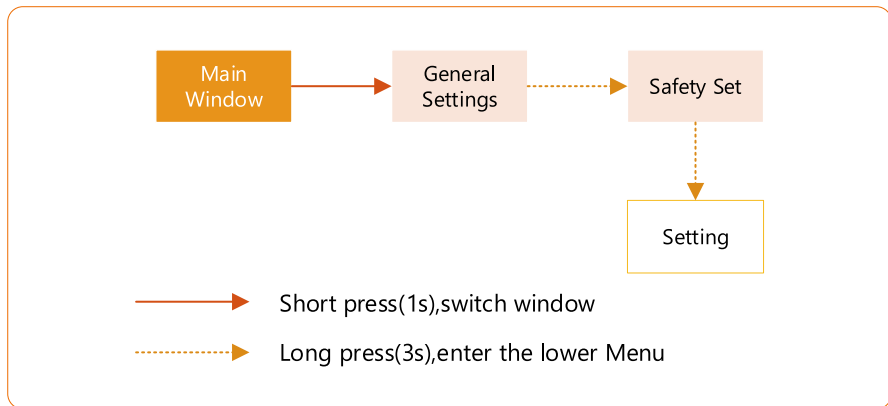 Main
Window
General
Settings
Safety Set
Setting
Short press(1s),switch window
Long press(3s),enter the lower Menu